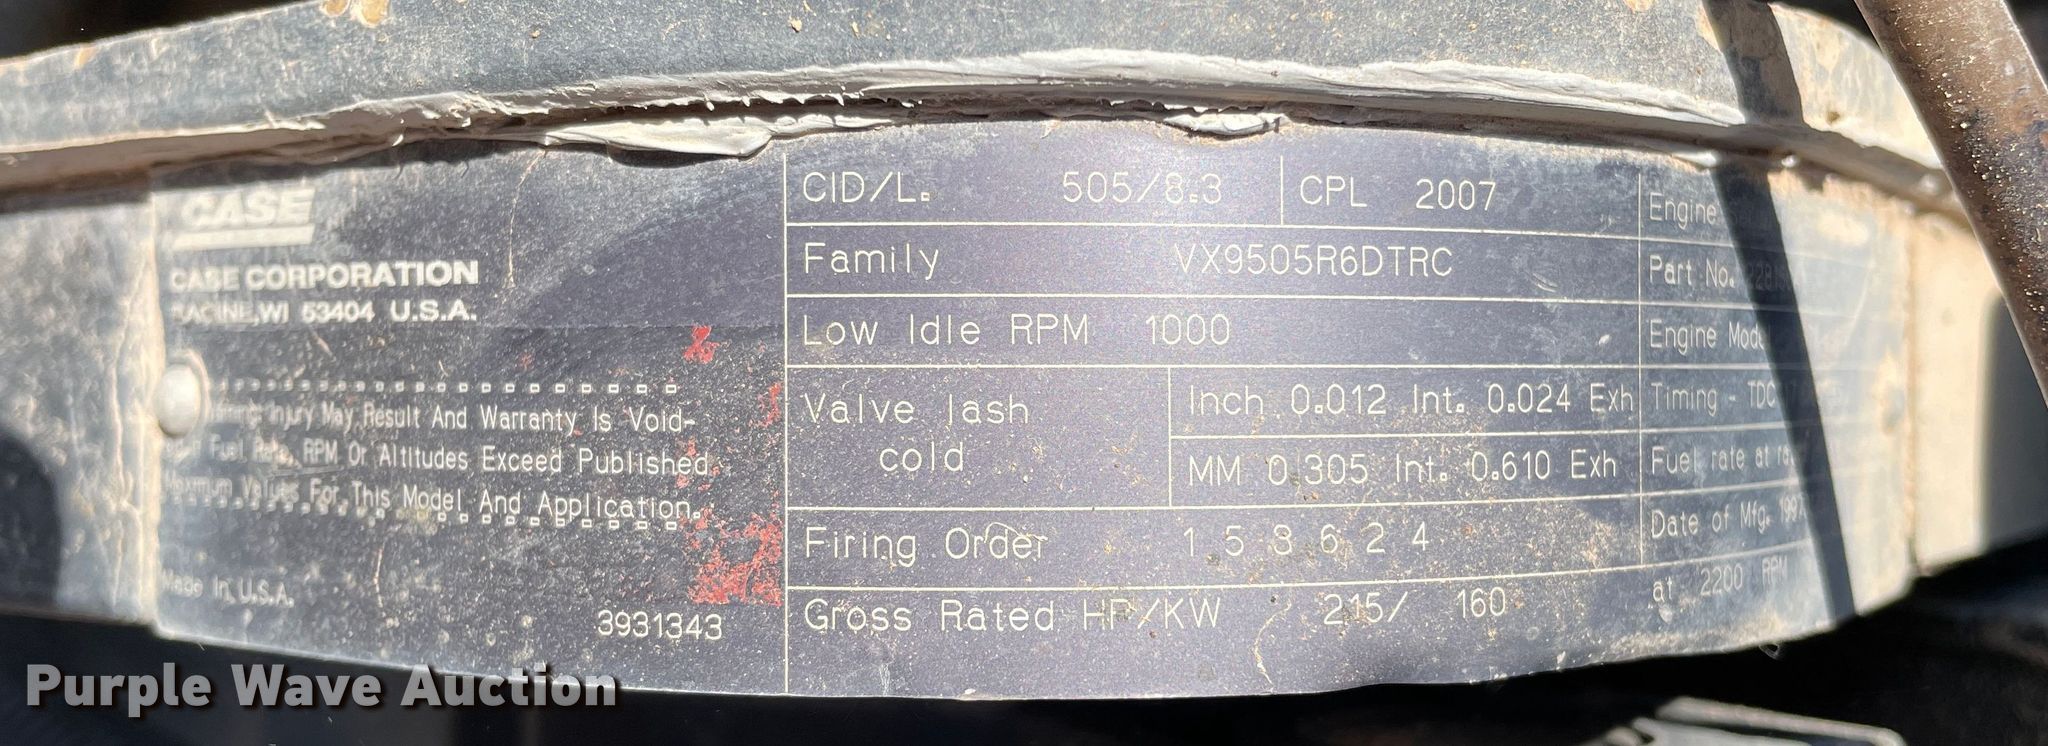 CASE
CASE CORPORATION
RACINE, WI 53404 U.S.A.
Injury May Result And Warranty Is Void-
Fuel Rate, RPM Or Altitudes Exceed Published
Maximum Values For This Model And Application.
Made In U.S.A.
3931343
CID/L. 505/8.3 CPL 2007
Family VX9505R6DTRC
Low Idle RPM 1000
Valve lash cold
Inch 0.012 Int. 0.024 Exh
MM 0.305 Int. 0.610 Exh
Firing Order 1 5 3 6 2 4
Gross Rated HP/KW 215/ 160
Engine
Part No.
Engine
Timing - TDC
Fuel rate at
Date of Mfg. 1997
at 2200 RPM
Purple Wave Auction